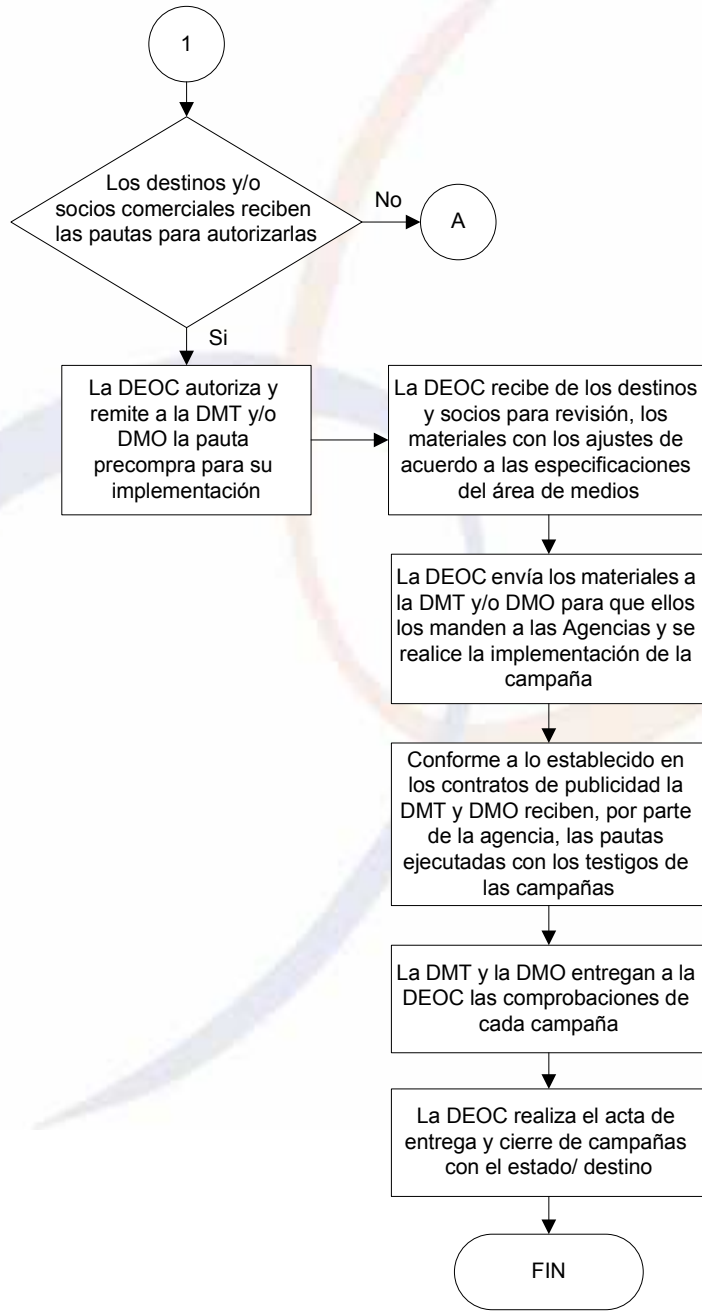 1
Los destinos y/o
socios comerciales reciben
las pautas para autorizarlas
No
A
Si
La DEOC autoriza y
remite a la DMT y/o
DMO la pauta
precompra para su
implementación
La DEOC recibe de los destinos
y socios para revisión, los
materiales con los ajustes de
acuerdo a las especificaciones
del área de medios
La DEOC envía los materiales a
la DMT y/o DMO para que ellos
los manden a las Agencias y se
realice la implementación de la
campaña
Conforme a lo establecido en
los contratos de publicidad la
DMT y DMO reciben, por parte
de la agencia, las pautas
ejecutadas con los testigos de
las campañas
La DMT y la DMO entregan a la
DEOC las comprobaciones de
cada campaña
La DEOC realiza el acta de
entrega y cierre de campañas
con el estado/ destino
FIN